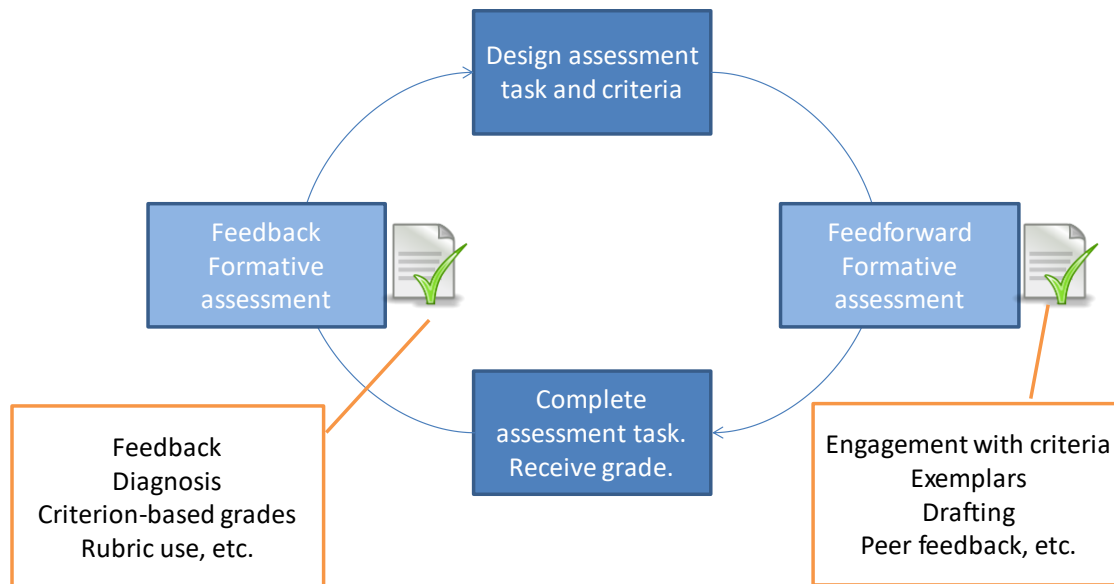 Design assessment
task and criteria
Feedback
Formative
assessment
Feedforward
Formative
assessment
Complete
assessment task.
Receive grade.
Feedback
Diagnosis
Criterion-based grades
Rubric use, etc.
Engagement with criteria
Exemplars
Drafting
Peer feedback, etc.